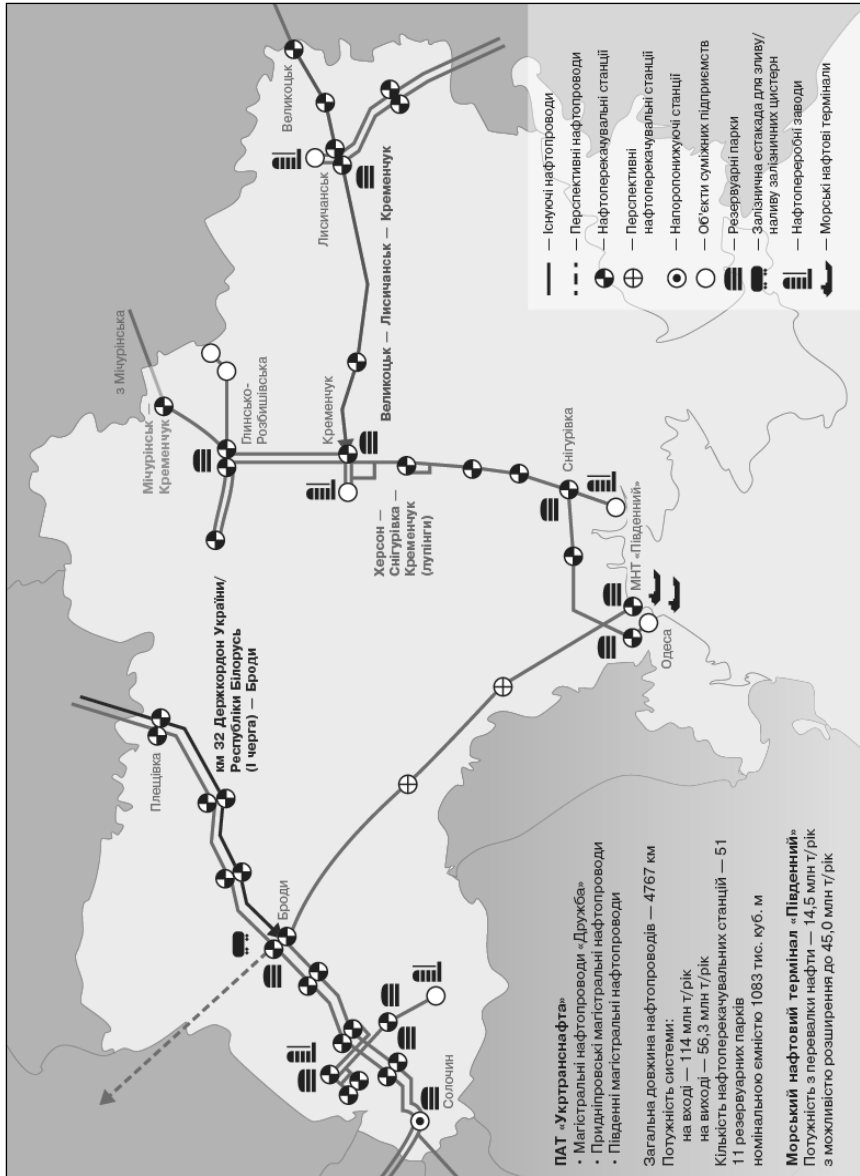 з Мічурінська
Мічурінськ —
Кременчук
Глинсько-
Розбишівська
Великоцьк
Лисичанськ
Великоцьк — Лисичанськ — Кременчук
Кременчук
Херсон —
Снігурівка —
Кременчук
(лупінги)
Снігурівка
МНТ «Південний»
Одеса
Плещівка
км 32 Держкордон України/
Республіки Білорусь
(І черга) — Броди
Броди
Солочин
ПАТ «Укртранснафта»
• Магістральні нафтопроводи «Дружба»
• Придніпровські магістральні нафтопроводи
• Південні магістральні нафтопроводи
Загальна довжина нафтопроводів — 4767 км
Потужність системи:
на вході — 114 млн т/рік
на виході — 56,3 млн т/рік
Кількість нафтоперекачувальних станцій — 51
11 резервуарних парків
номінальною ємністю 1083 тис. куб. м
Морський нафтовий термінал «Південний»
Потужність з перевалки нафти — 14,5 млн т/рік
з можливістю розширення до 45,0 млн т/рік
— Існуючі нафтопроводи
— Перспективні нафтопроводи
— Нафтоперекачувальні станції
— Перспективні
нафтоперекачувальні станції
— Напоропонижуючі станції
— Об'єкти суміжних підприємств
— Резервуарні парки
— Залізнична естакада для зливу/
наливу залізничних цистерн
— Нафтопереробні заводи
— Морські нафтові термінали